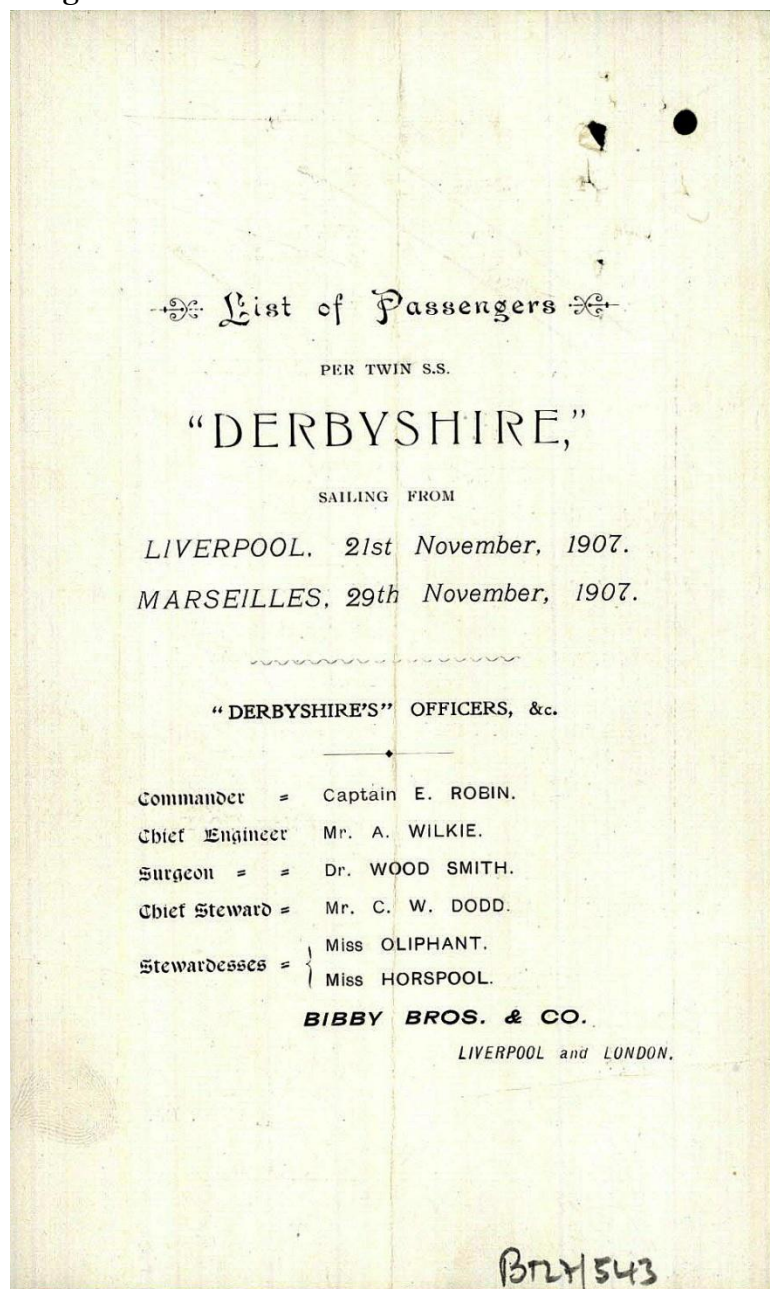 List of Passengers
PER TWIN S.S.
"DERBYSHIRE,"
SAILING FROM
LIVERPOOL, 21st November, 1907.
MARSEILLES, 29th November, 1907.
"DERBYSHIRE'S" OFFICERS, &c.
Commander = Captain E. ROBIN.
Chief Engineer Mr. A. WILKIE.
Surgeon = = Dr. WOOD SMITH.
Chief Steward = Mr. C. W. DODD.
Stewardesses = { Miss OLIPHANT.
Miss HORSPOOL.
BIBBY BROS. & CO.
LIVERPOOL and LONDON.
BT27/543